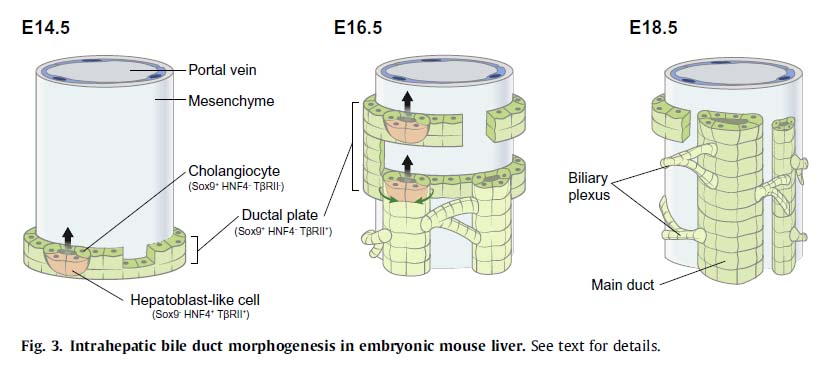 E14.5
E16.5
E18.5
Portal vein
Mesenchyme
Cholangiocyte
(Sox9⁺ HNF4⁻ TβRII⁻)
Ductal plate
(Sox9⁺ HNF4⁻ TβRII⁺)
Hepatoblast-like cell
(Sox9⁻ HNF4⁺ TβRII⁺)
Biliary
plexus
Main duct
Fig. 3. Intrahepatic bile duct morphogenesis in embryonic mouse liver. See text for details.